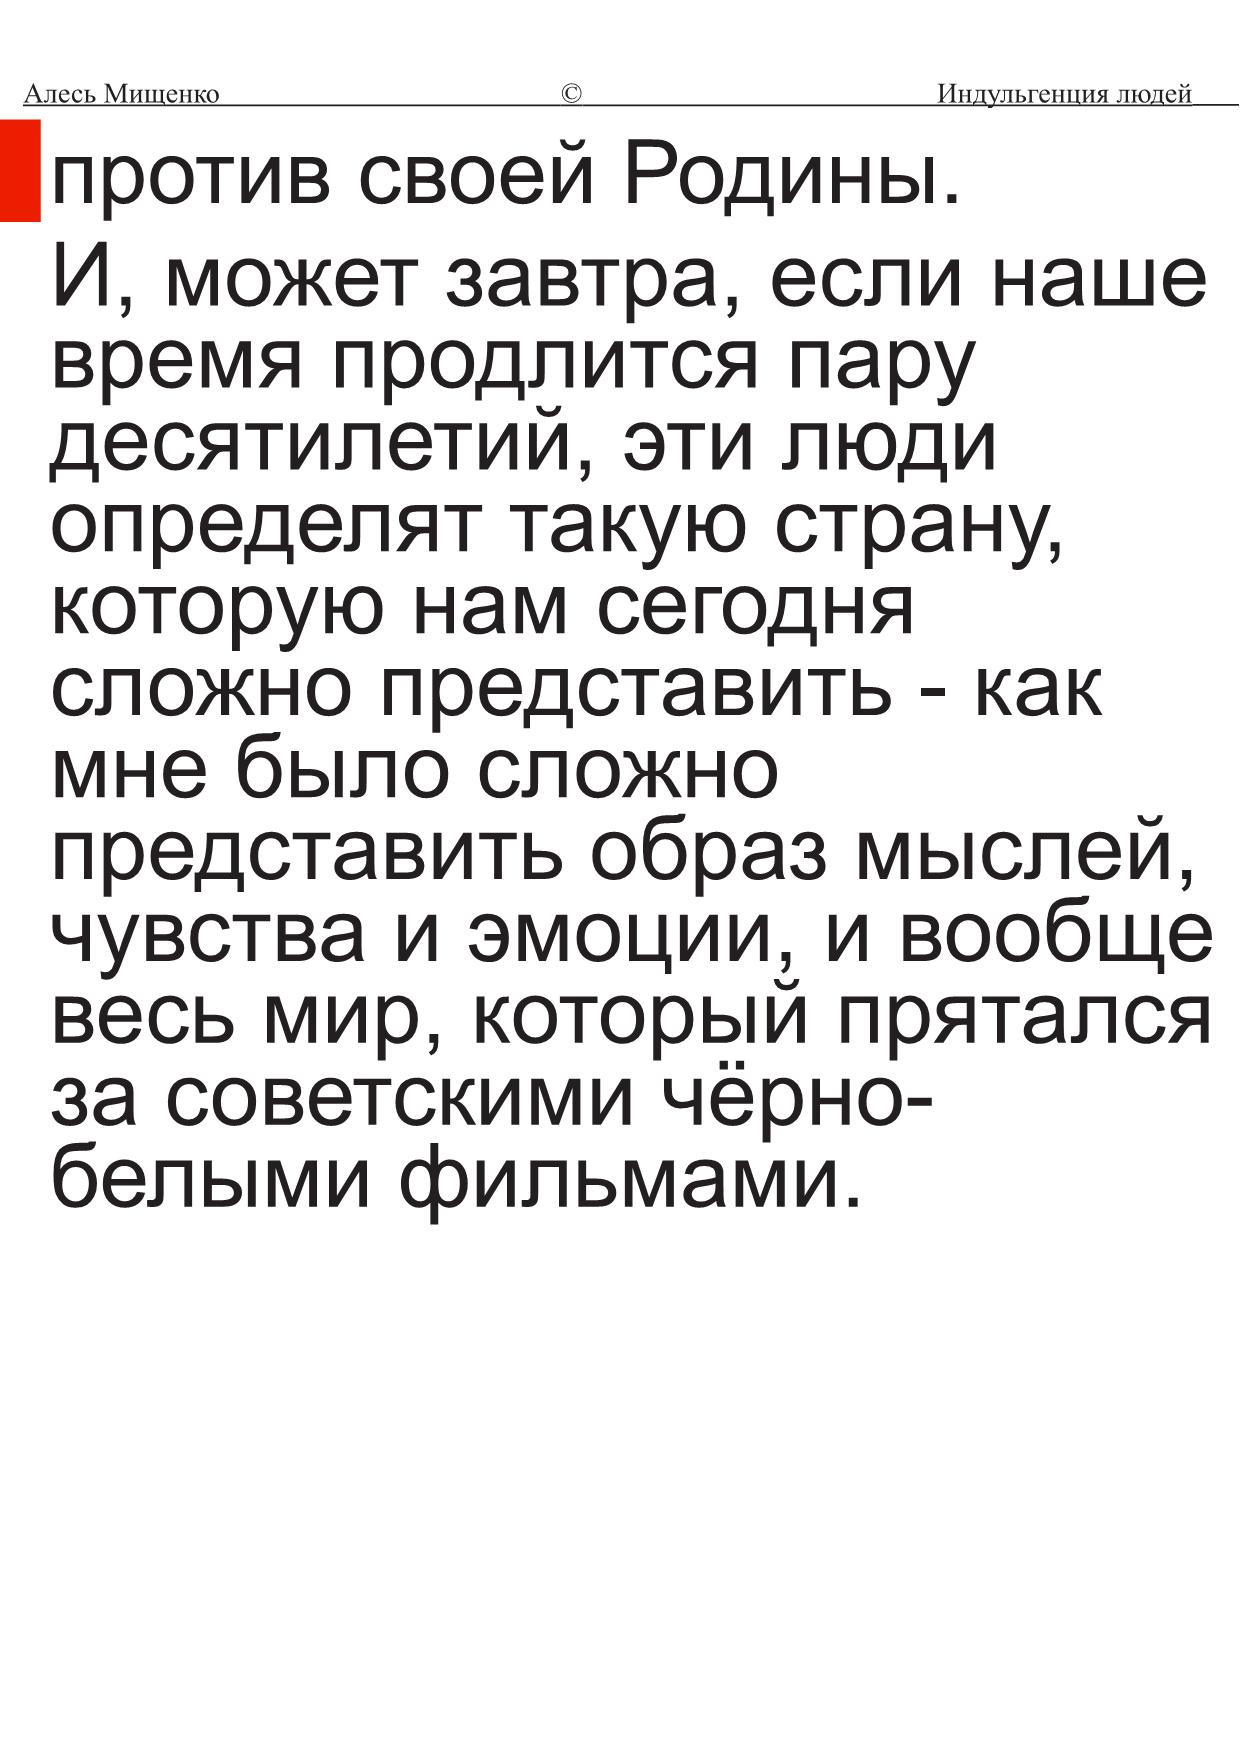 Алесь Мищенко © Индульгенция людей
против своей Родины.
И, может завтра, если наше
время продлится пару
десятилетий, эти люди
определят такую страну,
которую нам сегодня
сложно представить - как
мне было сложно
представить образ мыслей,
чувства и эмоции, и вообще
весь мир, который прятался
за советскими чёрно-
белыми фильмами.